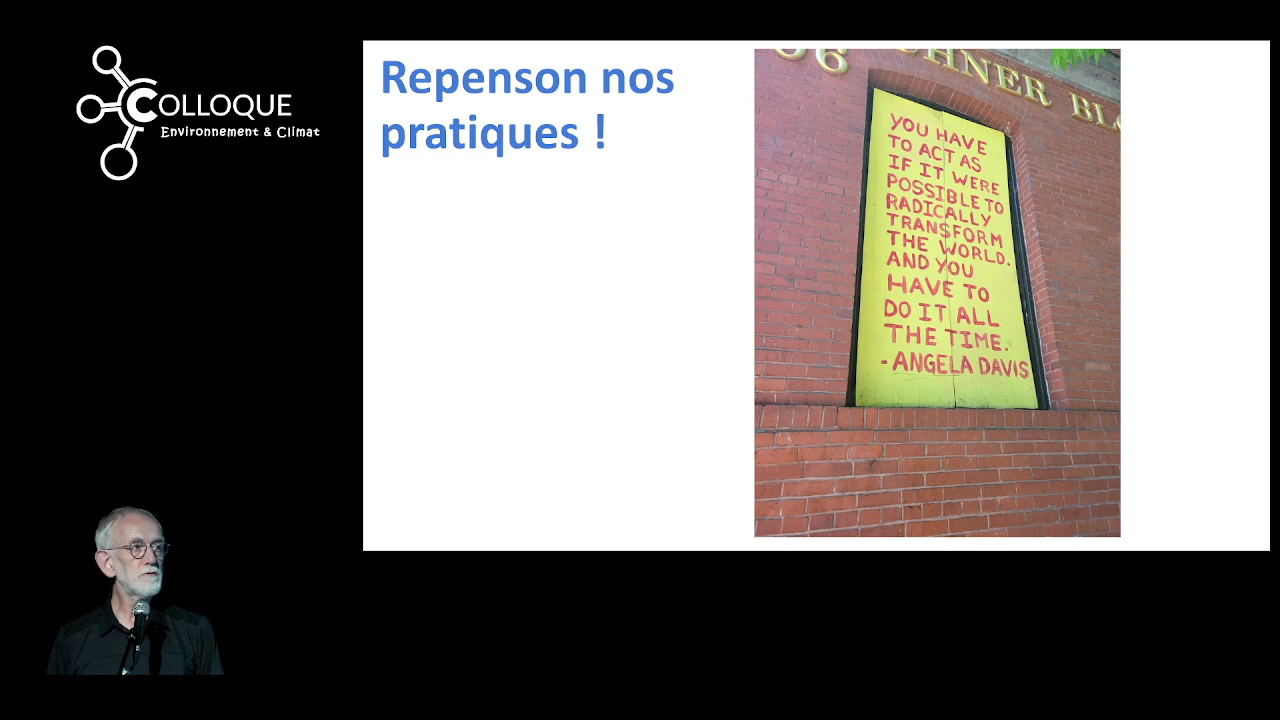 COLLOQUE
Environnement & Climat
Repenson nos
pratiques !
YOU HAVE
TO ACT AS
IF IT WERE
POSSIBLE TO
RADICALLY
TRANSFORM
THE WORLD.
AND YOU
HAVE TO
DO IT ALL
THE TIME.
- ANGELA DAVIS